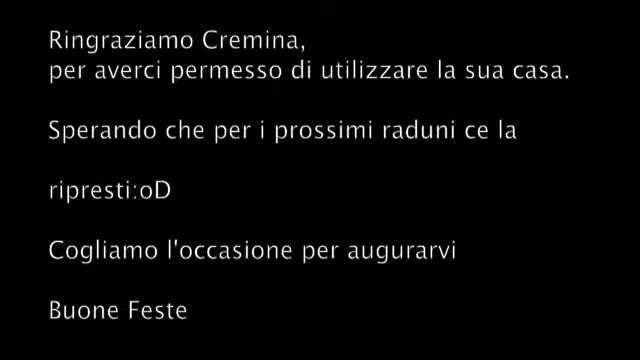 Ringraziamo Cremina,
per averci permesso di utilizzare la sua casa.
Sperando che per i prossimi raduni ce la
ripresti:oD
Cogliamo l'occasione per augurarvi
Buone Feste